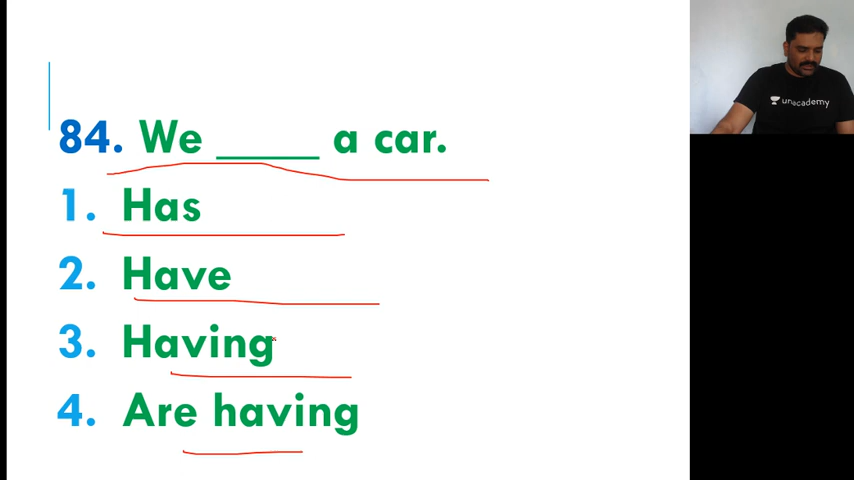 84. We _____ a car.
1. Has
2. Have
3. Having
4. Are having
unacademy